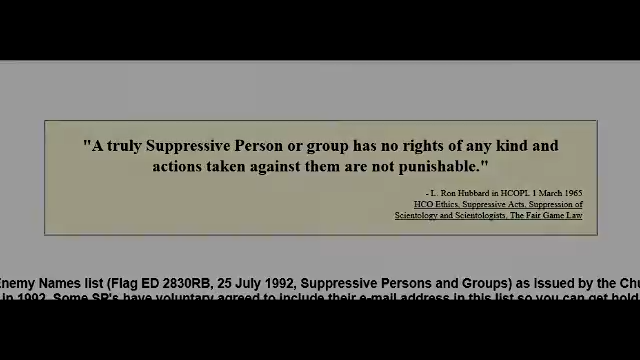 "A truly Suppressive Person or group has no rights of any kind and
actions taken against them are not punishable."
- L. Ron Hubbard in HCOPL 1 March 1965
HCO Ethics, Suppressive Acts, Suppression of
Scientology and Scientologists, The Fair Game Law
Enemy Names list (Flag ED 2830RB, 25 July 1992, Suppressive Persons and Groups) as issued by the Chu
in 1992. Some SP's have voluntary agreed to include their e-mail address in this list so you can get hold